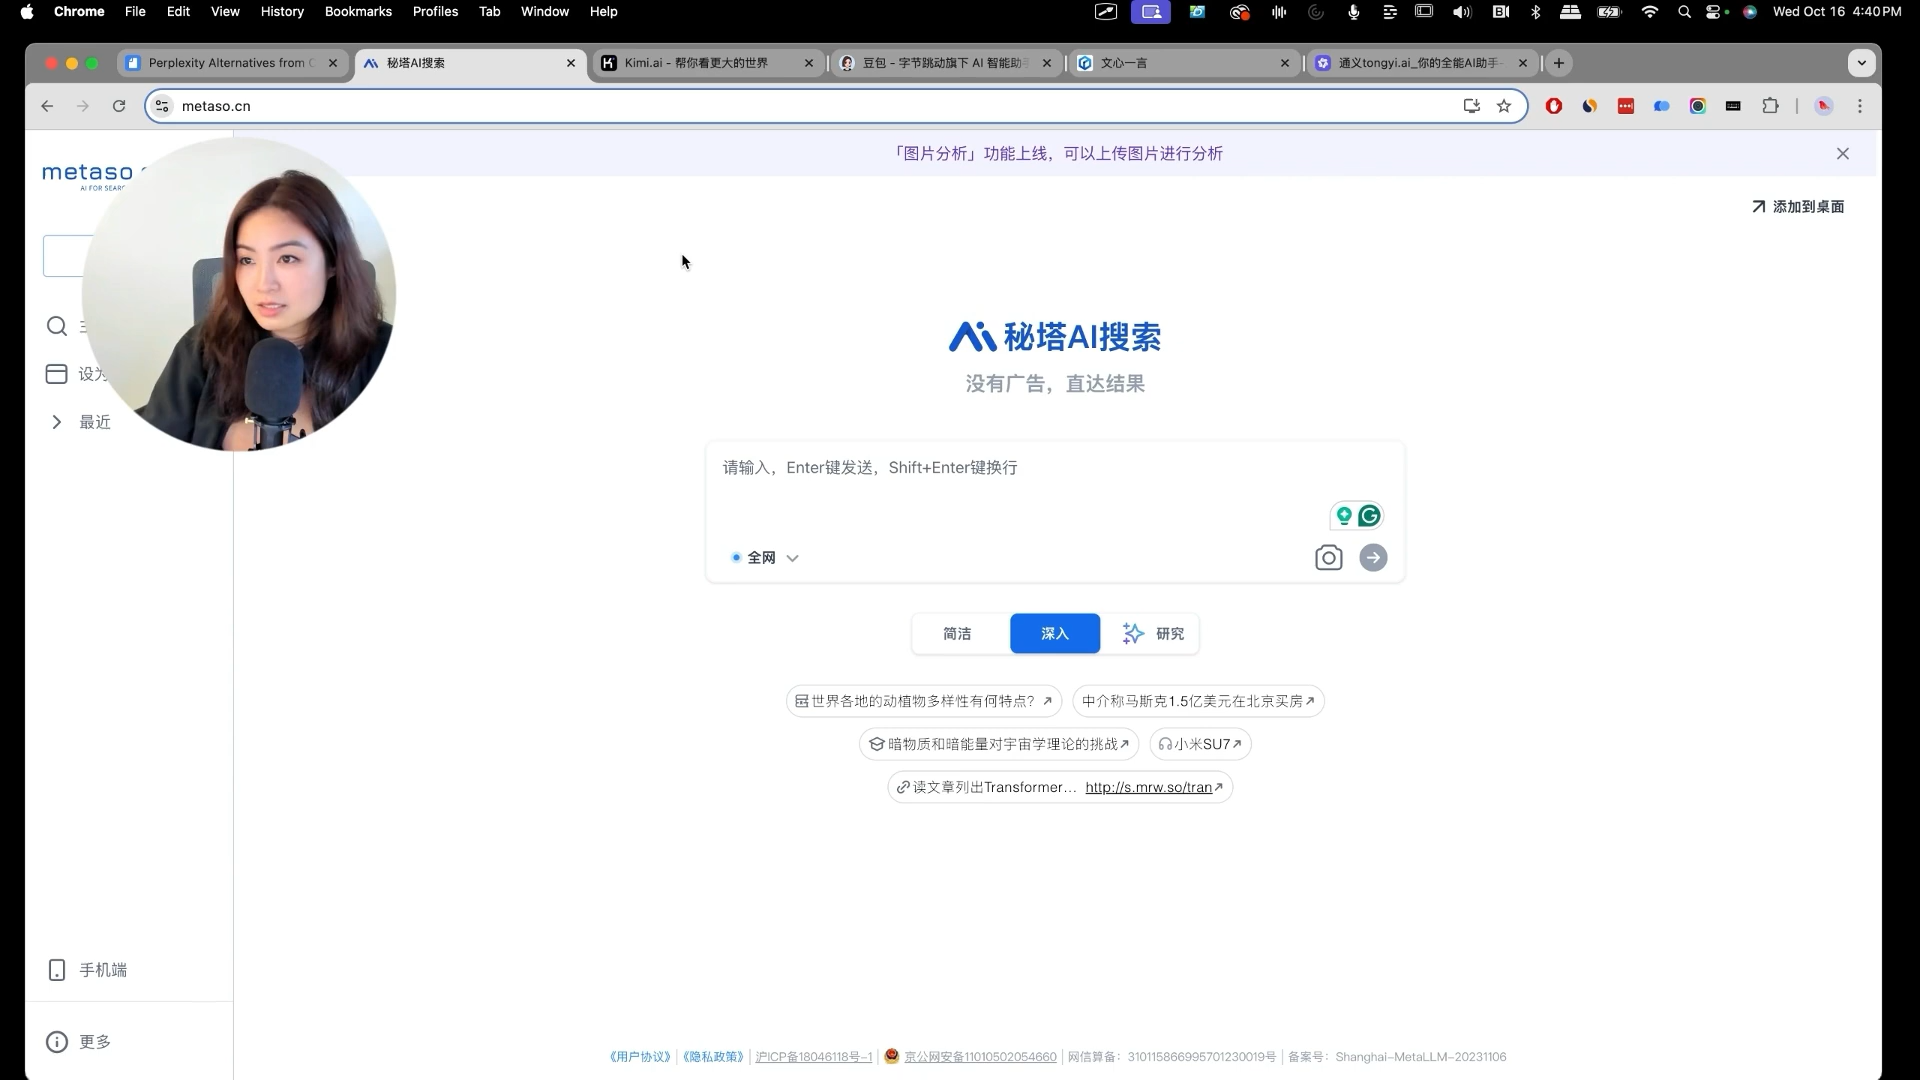 Chrome File Edit View History Bookmarks Profiles Tab Window Help
Wed Oct 16 4:40 PM
Perplexity Alternatives from C
秘塔AI搜索
Kimi.ai - 帮你看更大的世界
豆包 - 字节跳动旗下 AI 智能助手
文心一言
通义tongyi.ai_你的全能AI助手-
metaso.cn
「图片分析」功能上线，可以上传图片进行分析
metaso
AI FOR SEARC
添加到桌面
设为
最近
秘塔AI搜索
没有广告，直达结果
请输入，Enter键发送，Shift+Enter键换行
全网
简洁
深入
研究
世界各地的动植物多样性有何特点？
中介称马斯克1.5亿美元在北京买房
暗物质和暗能量对宇宙学理论的挑战
小米SU7
读文章列出Transformer... http://s.mrw.so/tran
手机端
更多
《用户协议》 《隐私政策》 沪ICP备18046118号-1 京公网安备11010502054660 网信算备：310115866995701230019号 备案号：Shanghai-MetaLLM-20231106